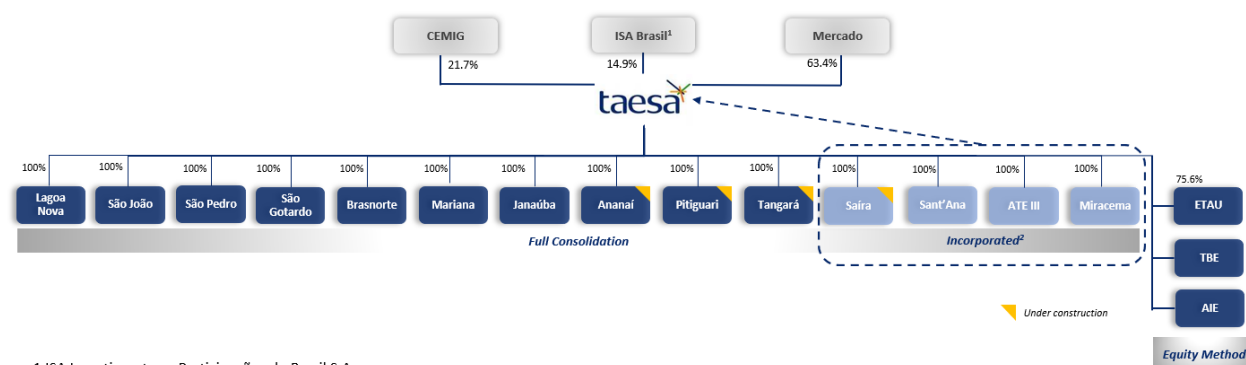 CEMIG
ISA Brasil¹
Mercado
21.7%
14.9%
63.4%
taesa
100%
100%
100%
100%
100%
100%
100%
100%
100%
100%
100%
100%
100%
100%
75.6%
Lagoa
Nova
São João
São Pedro
São
Gotardo
Brasnorte
Mariana
Janaúba
Ananaí
Pitiguari
Tangará
Saíra
Sant'Ana
ATE III
Miracema
ETAU
Full Consolidation
Incorporated²
TBE
AIE
Under construction
Equity Method
1 ISA